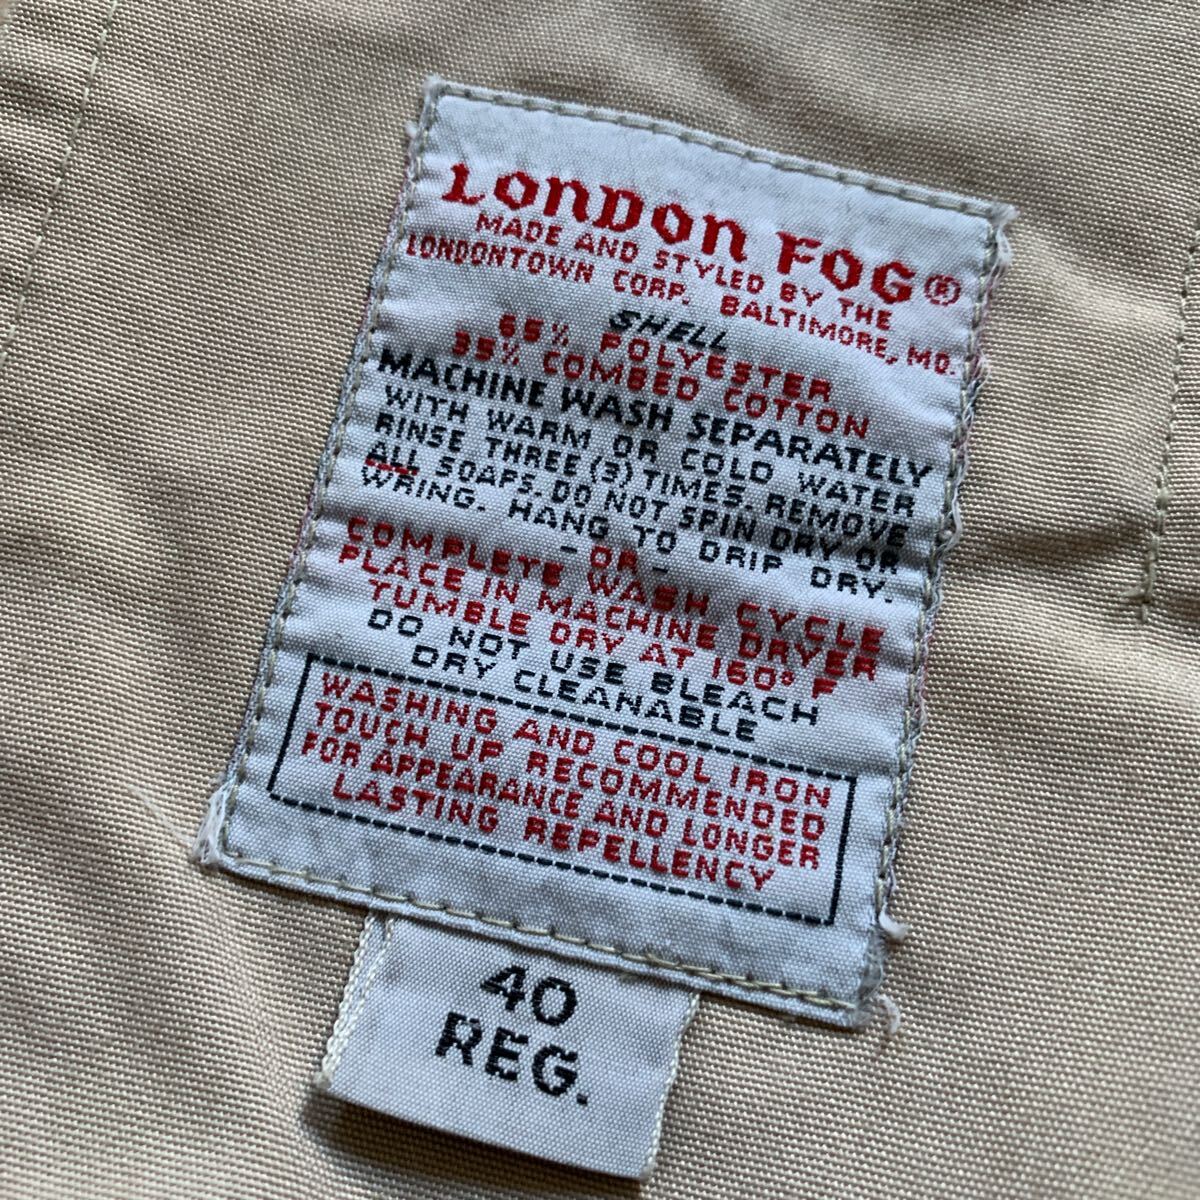 LONDON FOG®
MADE AND STYLED BY THE
LONDONTOWN CORP. BALTIMORE, MD.
SHELL
65% POLYESTER
35% COMBED COTTON
MACHINE WASH SEPARATELY
WITH WARM OR COLD WATER
RINSE THREE (3) TIMES. REMOVE
ALL SOAPS. DO NOT SPIN DRY OR
WRING. HANG TO DRIP DRY.
- OR -
COMPLETE WASH CYCLE
PLACE IN MACHINE DRYER
TUMBLE DRY AT 160° F
DO NOT USE BLEACH
DRY CLEANABLE
WASHING AND COOL IRON
TOUCH UP RECOMMENDED
FOR APPEARANCE AND LONGER
LASTING REPELLENCY
40
REG.